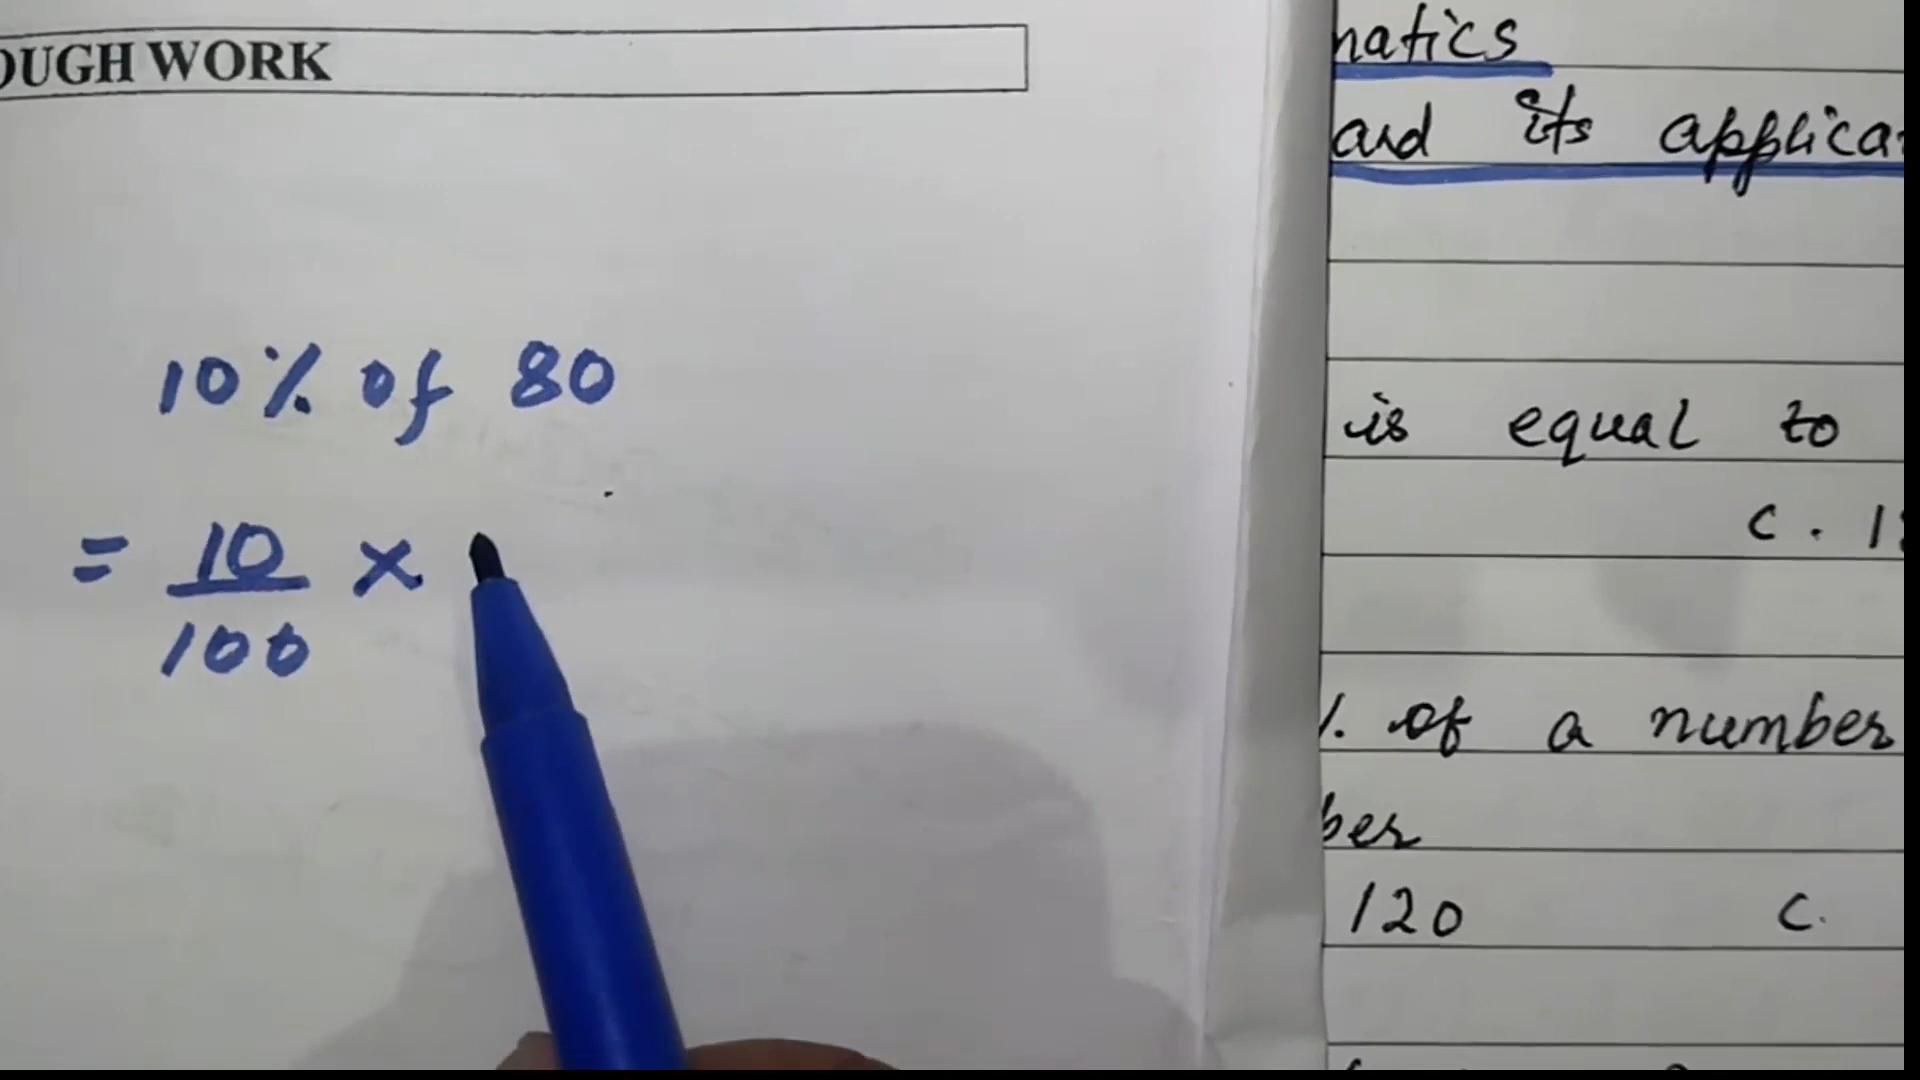 OUGH WORK
10% of 80
= 10 ×
100
natics
and its applica
is equal to
c. 1
%. of a number
ber
120 c.